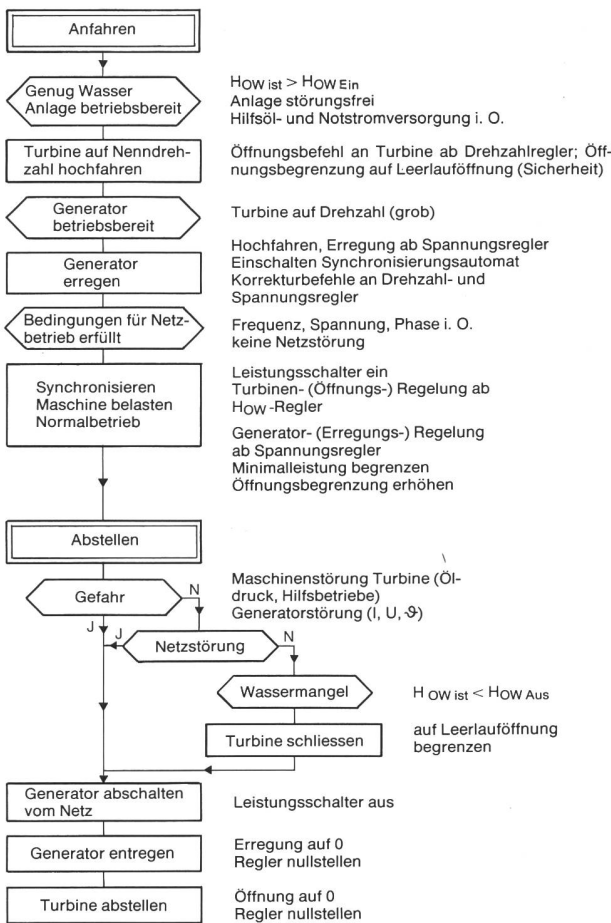 Anfahren
Genug Wasser
Anlage betriebsbereit
HOW ist > HOW Ein
Anlage störungsfrei
Hilfsöl- und Notstromversorgung i. O.
Turbine auf Nenndreh-
zahl hochfahren
Öffnungsbefehl an Turbine ab Drehzahlregler; Öff-
nungsbegrenzung auf Leerlauföffnung (Sicherheit)
Generator
betriebsbereit
Turbine auf Drehzahl (grob)
Generator
erregen
Hochfahren, Erregung ab Spannungsregler
Einschalten Synchronisierungsautomat
Korrekturbefehle an Drehzahl- und
Spannungsregler
Bedingungen für Netz-
betrieb erfüllt
Frequenz, Spannung, Phase i. O.
keine Netzstörung
Synchronisieren
Maschine belasten
Normalbetrieb
Leistungsschalter ein
Turbinen- (Öffnungs-) Regelung ab
HOW-Regler
Generator- (Erregungs-) Regelung
ab Spannungsregler
Minimalleistung begrenzen
Öffnungsbegrenzung erhöhen
Abstellen
Gefahr
N
J
Maschinenstörung Turbine (Öl-
druck, Hilfsbetriebe)
Generatorstörung (I, U, ϑ)
J
Netzstörung
N
Wassermangel
HOW ist < HOW Aus
Turbine schliessen
auf Leerlauföffnung
begrenzen
Generator abschalten
vom Netz
Leistungsschalter aus
Generator entregen
Erregung auf 0
Regler nullstellen
Turbine abstellen
Öffnung auf 0
Regler nullstellen